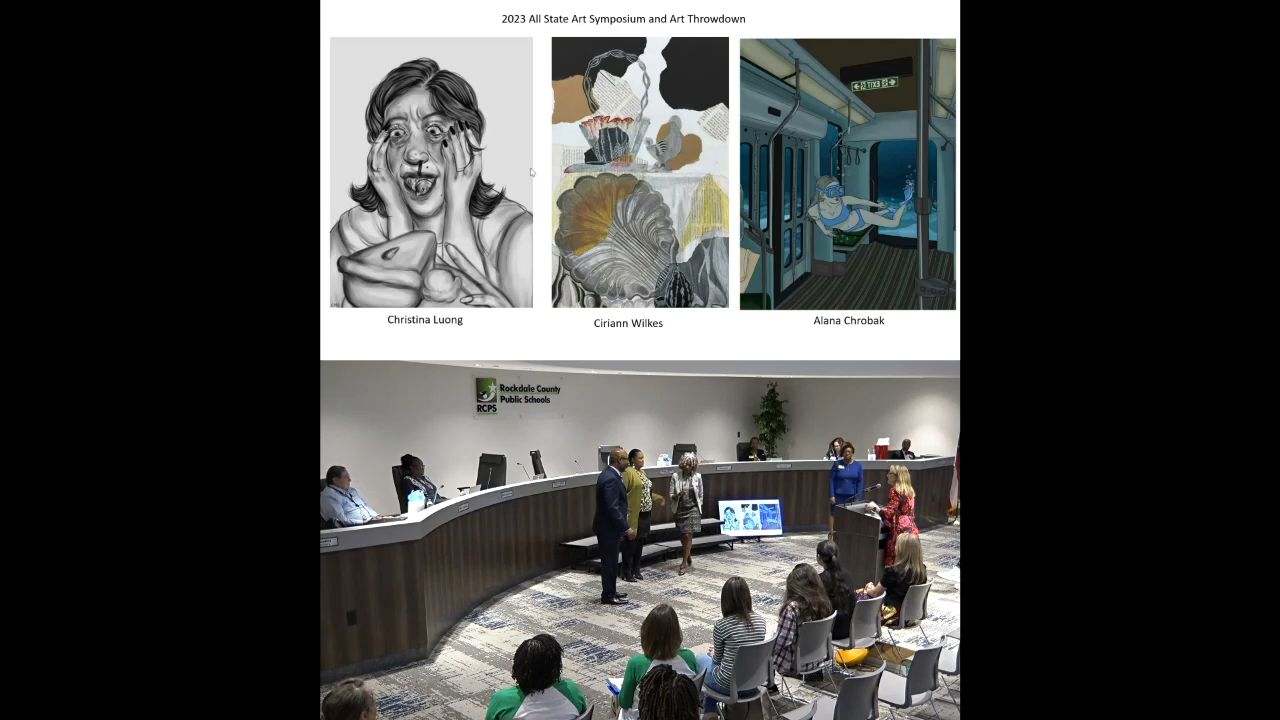 2023 All State Art Symposium and Art Throwdown
Christina Luong
Ciriann Wilkes
Alana Chrobak
Rockdale County
Public Schools
RCPS